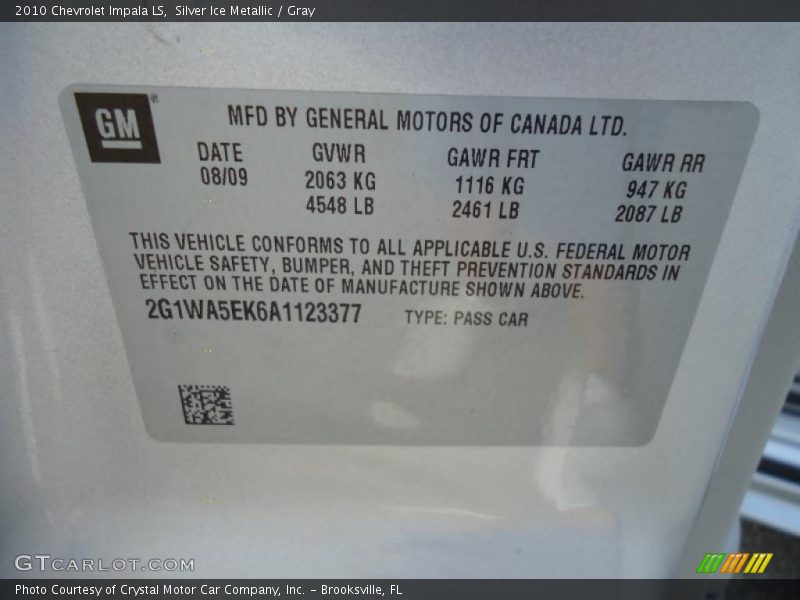 2010 Chevrolet Impala LS,  Silver Ice Metallic / Gray
GM®
MFD BY GENERAL MOTORS OF CANADA LTD.
DATE GVWR GAWR FRT GAWR RR
08/09 2063 KG 1116 KG 947 KG
4548 LB 2461 LB 2087 LB
THIS VEHICLE CONFORMS TO ALL APPLICABLE U.S. FEDERAL MOTOR
VEHICLE SAFETY, BUMPER, AND THEFT PREVENTION STANDARDS IN
EFFECT ON THE DATE OF MANUFACTURE SHOWN ABOVE.
2G1WA5EK6A1123377 TYPE: PASS CAR
GTCARLOT.COM
Photo Courtesy of Crystal Motor Car Company, Inc. – Brooksville, FL